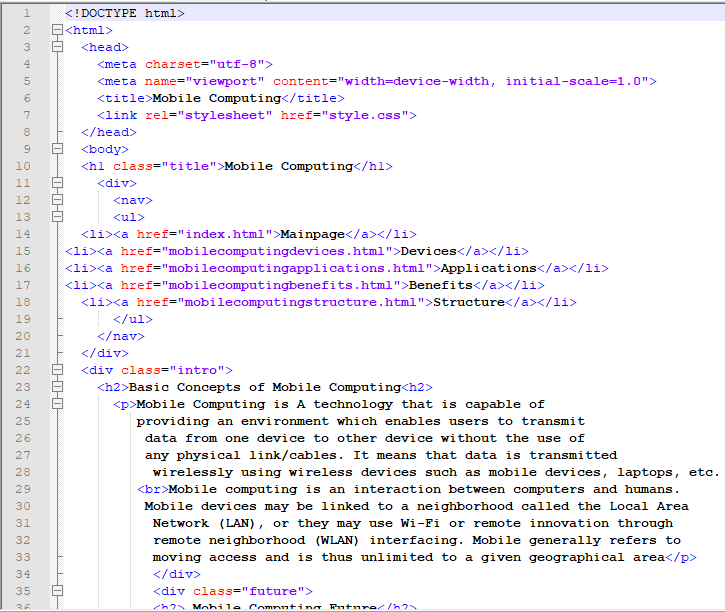 1 <!DOCTYPE html>
2 <html>
3 <head>
4 <meta charset="utf-8">
5 <meta name="viewport" content="width=device-width, initial-scale=1.0">
6 <title>Mobile Computing</title>
7 <link rel="stylesheet" href="style.css">
8 </head>
9 <body>
10 <h1 class="title">Mobile Computing</h1>
11 <div>
12 <nav>
13 <ul>
14 <li><a href="index.html">Mainpage</a></li>
15 <li><a href="mobilecomputingdevices.html">Devices</a></li>
16 <li><a href="mobilecomputingapplications.html">Applications</a></li>
17 <li><a href="mobilecomputingbenefits.html">Benefits</a></li>
18 <li><a href="mobilecomputingstructure.html">Structure</a></li>
19 </ul>
20 </nav>
21 </div>
22 <div class="intro">
23 <h2>Basic Concepts of Mobile Computing<h2>
24 <p>Mobile Computing is A technology that is capable of
25 providing an environment which enables users to transmit
26 data from one device to other device without the use of
27 any physical link/cables. It means that data is transmitted
28 wirelessly using wireless devices such as mobile devices, laptops, etc.
29 <br>Mobile computing is an interaction between computers and humans.
30 Mobile devices may be linked to a neighborhood called the Local Area
31 Network (LAN), or they may use Wi-Fi or remote innovation through
32 remote neighborhood (WLAN) interfacing. Mobile generally refers to
33 moving access and is thus unlimited to a given geographical area</p>
34 </div>
35 <div class="future">
36 <h2> Mobile Computing Future</h2>